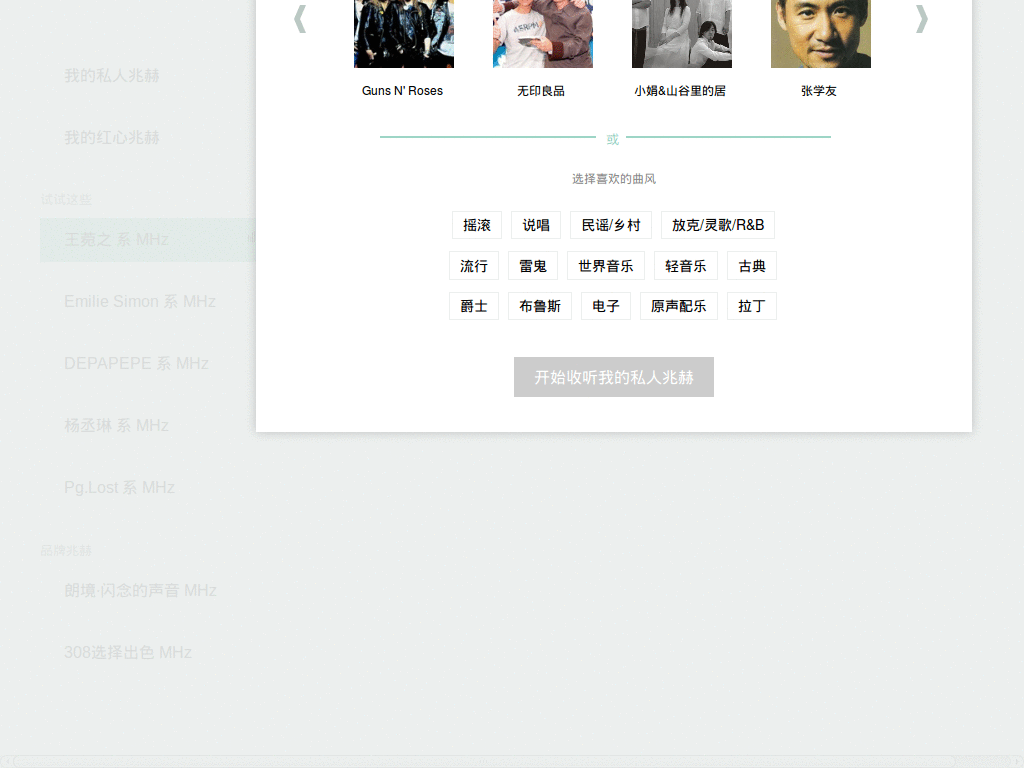 Guns N' Roses
无印良品
小娟&山谷里的居
张学友
或
选择喜欢的曲风
摇滚
说唱
民谣/乡村
放克/灵歌/R&B
流行
雷鬼
世界音乐
轻音乐
古典
爵士
布鲁斯
电子
原声配乐
拉丁
开始收听我的私人兆赫
我的私人兆赫
我的红心兆赫
试试这些
王菀之 系 MHz
Emilie Simon 系 MHz
DEPAPEPE 系 MHz
杨丞琳 系 MHz
Pg.Lost 系 MHz
品牌兆赫
朗境·闪念的声音 MHz
308选择出色 MHz